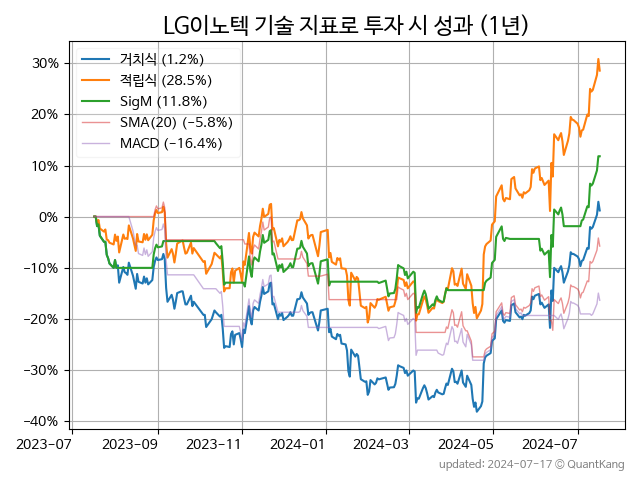 LG이노텍 기술 지표로 투자 시 성과 (1년)
거치식 (1.2%)
적립식 (28.5%)
SigM (11.8%)
SMA(20) (−5.8%)
MACD (−16.4%)
30%
20%
10%
0%
−10%
−20%
−30%
−40%
2023-07 2023-09 2023-11 2024-01 2024-03 2024-05 2024-07
updated: 2024-07-17 © QuantKang